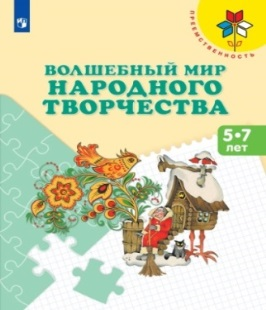 ПРЕЕМСТВЕННОСТЬ
ВОЛШЕБНЫЙ МИР
НАРОДНОГО
ТВОРЧЕСТВА
5•7
лет